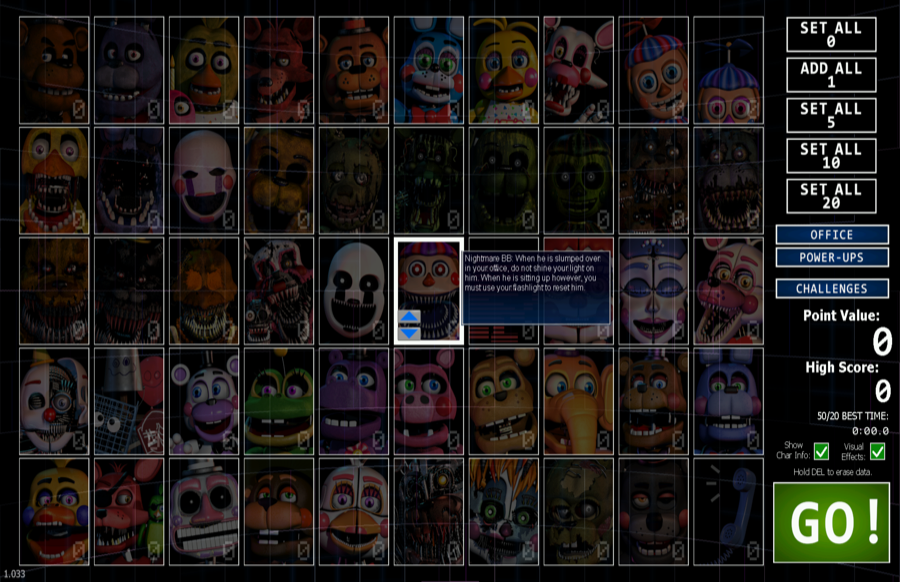 SET ALL
0
ADD ALL
1
SET ALL
5
SET ALL
10
SET ALL
20
OFFICE
POWER-UPS
CHALLENGES
Nightmare BB: When he is slumped over
in your office, do not shine your light on
him. When he is sitting up however, you
must use your flashlight to reset him.
Point Value:
0
High Score:
0
50/20 BEST TIME:
0:00.0
Show
Char Info:
Visual
Effects:
Hold DEL to erase data.
GO!
1.033